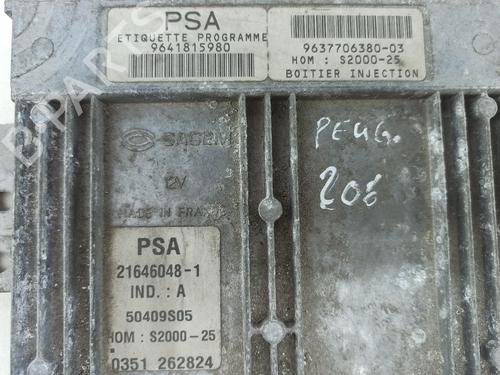 PSA
ETIQUETTE PROGRAMME
9641815980
9637706380-03
HOM : S2000-25
BOITIER INJECTION
SAGEM
12V
MADE IN FRANCE
PEUG.
206
PSA
21646048-1
IND. : A
50409S05
HOM : S2000-25
0351 262824
B-PARTS